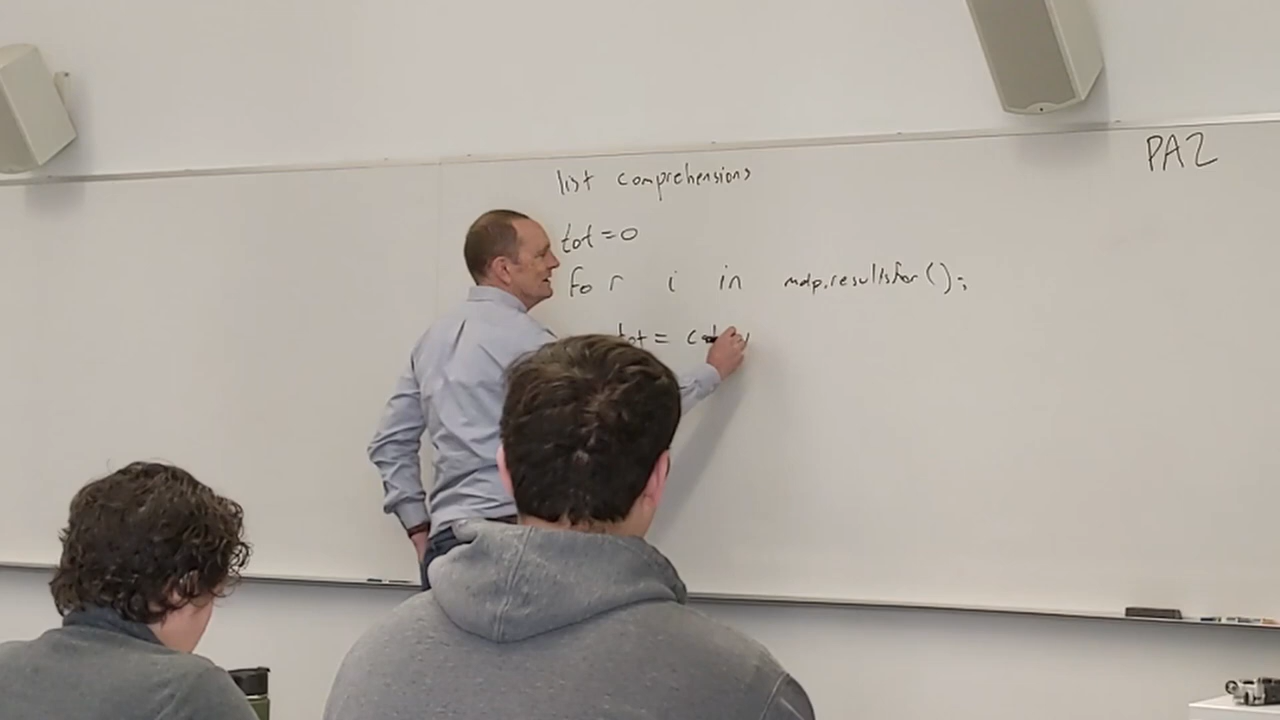 list comprehensions
PA2
tot = 0
for i in mdp.resultsfor();
tot =